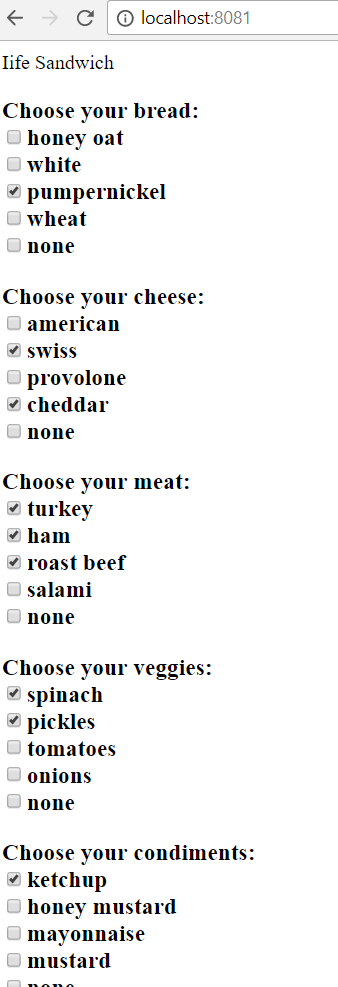 localhost:8081
Iife Sandwich
Choose your bread:
honey oat
white
pumpernickel
wheat
none
Choose your cheese:
american
swiss
provolone
cheddar
none
Choose your meat:
turkey
ham
roast beef
salami
none
Choose your veggies:
spinach
pickles
tomatoes
onions
none
Choose your condiments:
ketchup
honey mustard
mayonnaise
mustard
none